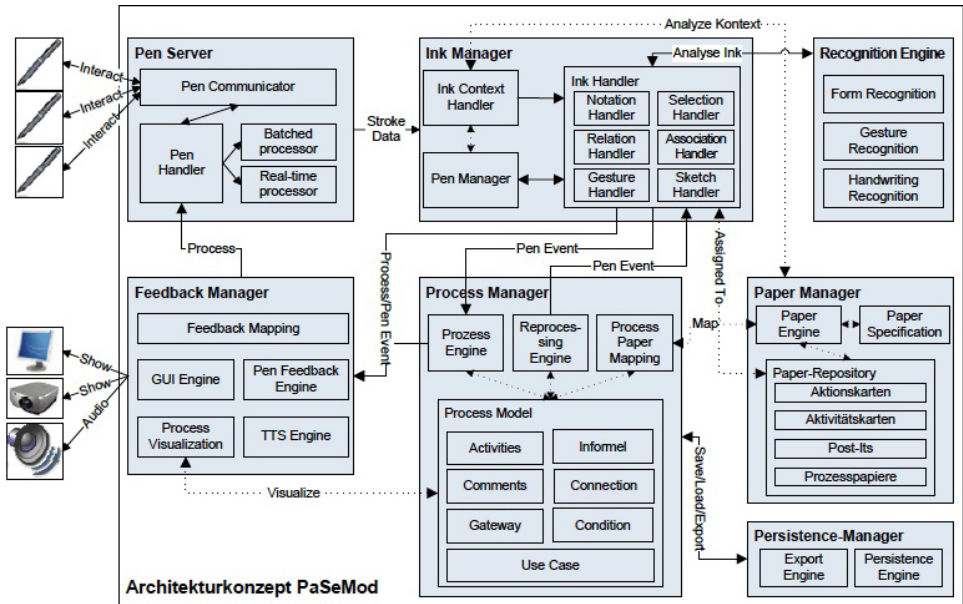 Analyze Kontext
Pen Server
Interact
Interact
Interact
Pen Communicator
Pen
Handler
Batched
processor
Real-time
processor
Stroke
Data
Ink Manager
Ink Context
Handler
Pen Manager
Analyse Ink
Ink Handler
Notation
Handler
Selection
Handler
Relation
Handler
Association
Handler
Gesture
Handler
Sketch
Handler
Recognition Engine
Form Recognition
Gesture
Recognition
Handwriting
Recognition
Process
Process/Pen Event
Pen Event
Pen Event
Assigned To
Feedback Manager
Feedback Mapping
GUI Engine
Pen Feedback
Engine
Process
Visualization
TTS Engine
Show
Show
Audio
Visualize
Process Manager
Prozess
Engine
Reproces-
sing Engine
Process
Paper
Mapping
Map
Process Model
Activities
Informel
Comments
Connection
Gateway
Condition
Use Case
Save/Load/Export
Paper Manager
Paper
Engine
Paper
Specification
Paper-Repository
Aktionskarten
Aktivitätskarten
Post-Its
Prozesspapiere
Persistence-Manager
Export
Engine
Persistence
Engine
Architekturkonzept PaSeMod